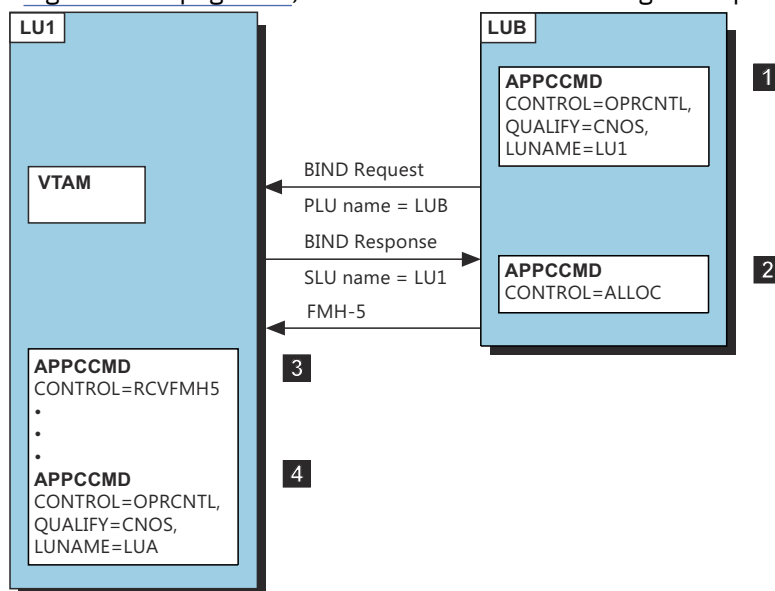 LU1
LUB
APPCCMD
CONTROL=OPRCNTL,
QUALIFY=CNOS,
LUNAME=LU1
1
VTAM
BIND Request
PLU name = LUB
BIND Response
SLU name = LU1
FMH-5
APPCCMD
CONTROL=ALLOC
2
APPCCMD
CONTROL=RCVFMH5
•
•
•
3
APPCCMD
CONTROL=OPRCNTL,
QUALIFY=CNOS,
LUNAME=LUA
4